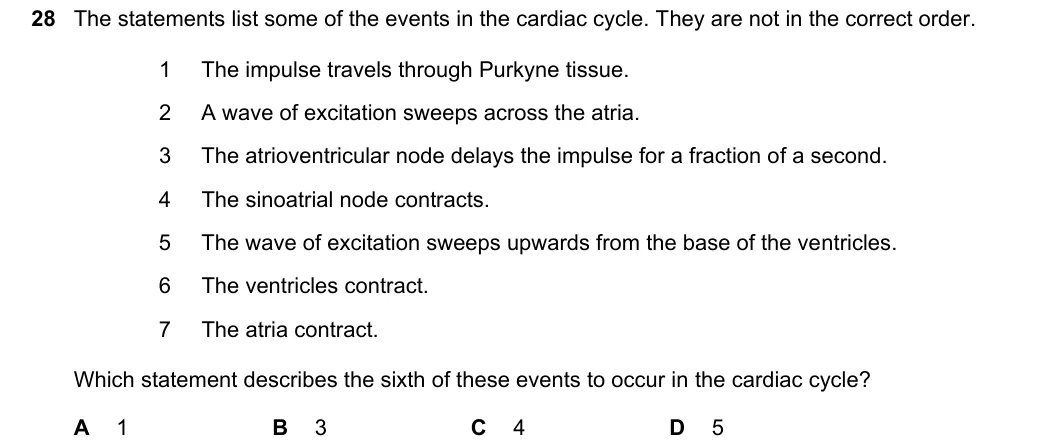 28 The statements list some of the events in the cardiac cycle. They are not in the correct order.
1 The impulse travels through Purkyne tissue.
2 A wave of excitation sweeps across the atria.
3 The atrioventricular node delays the impulse for a fraction of a second.
4 The sinoatrial node contracts.
5 The wave of excitation sweeps upwards from the base of the ventricles.
6 The ventricles contract.
7 The atria contract.
Which statement describes the sixth of these events to occur in the cardiac cycle?
A 1 B 3 C 4 D 5